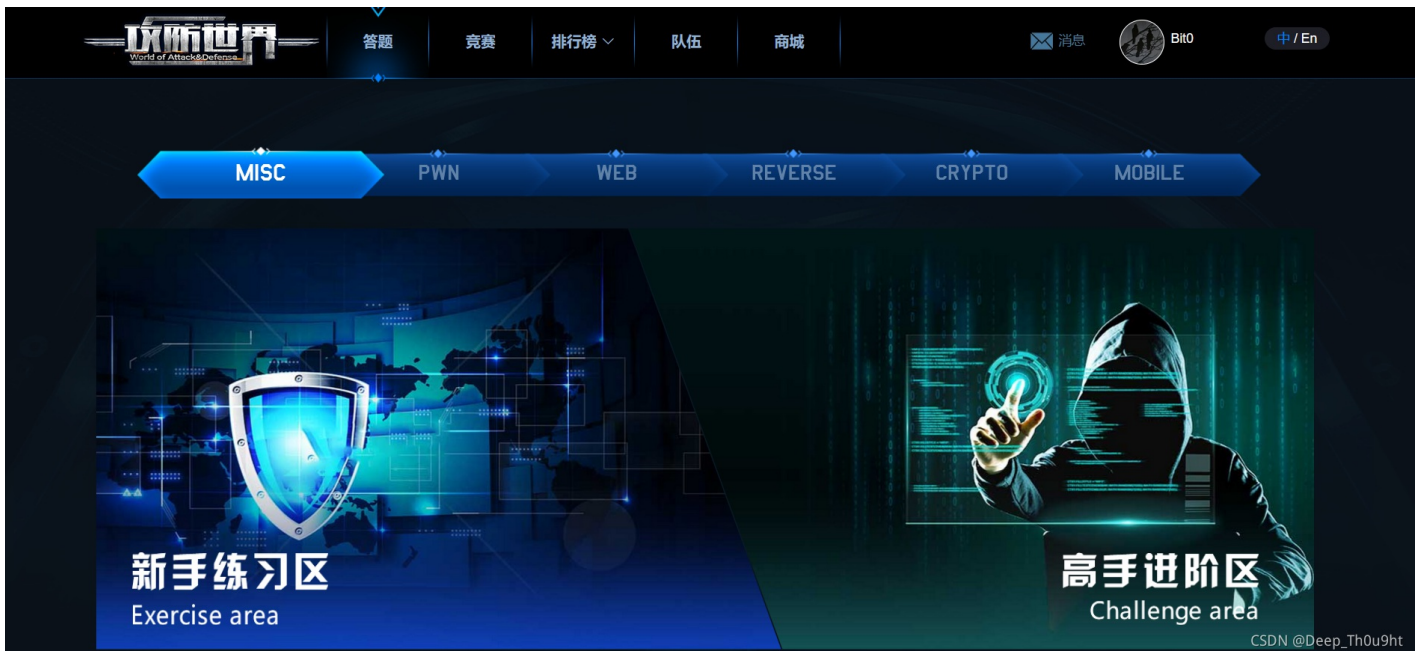 攻防世界
World of Attack&Defense
答题 竞赛 排行榜 队伍 商城 消息 Bit0 中 / En
MISC PWN WEB REVERSE CRYPTO MOBILE
新手练习区
Exercise area
高手进阶区
Challenge area
CSDN @Deep_Th0u9ht